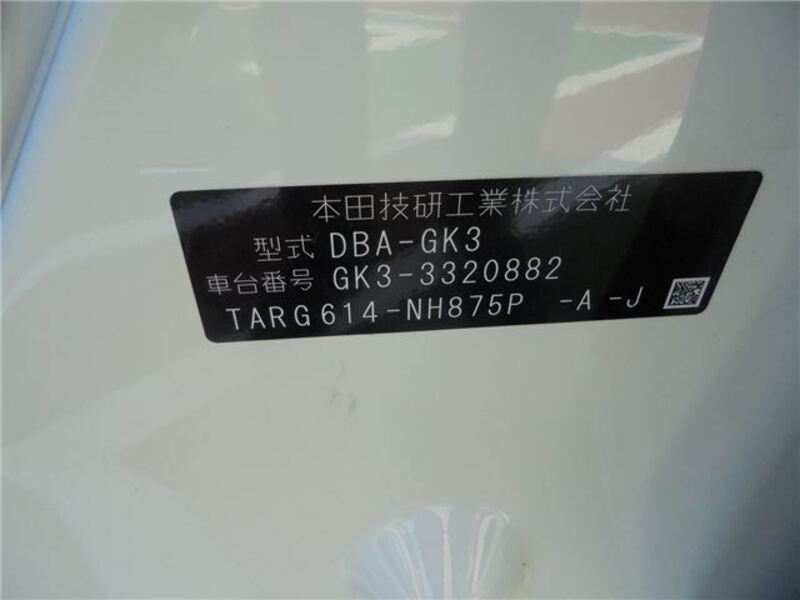 本田技研工業株式会社
型式 DBA-GK3
車台番号 GK3-3320882
TARG614-NH875P -A -J